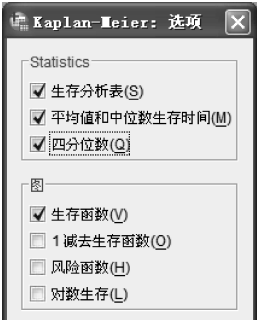 Kaplan-Meier: 选项
Statistics
生存分析表(S)
平均值和中位数生存时间(M)
四分位数(Q)
图
生存函数(V)
1减去生存函数(O)
风险函数(H)
对数生存(L)